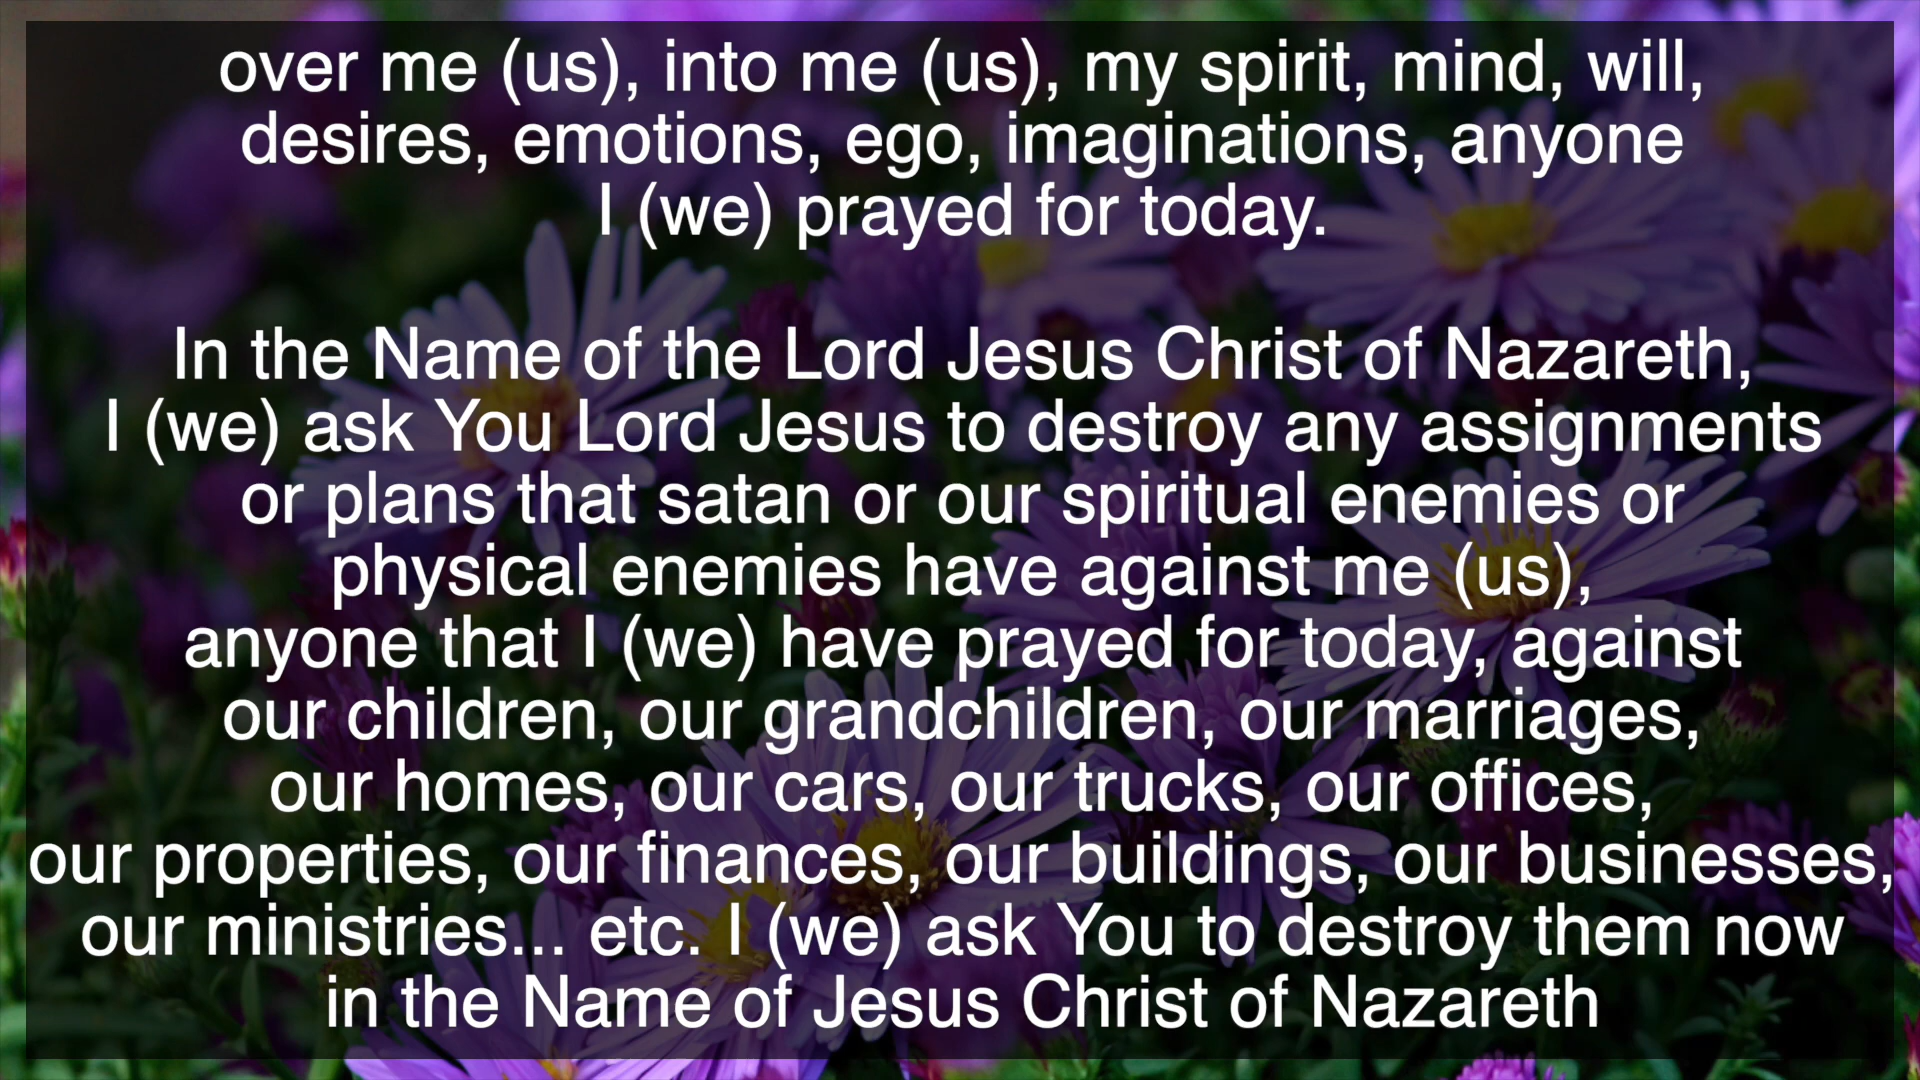 over me (us), into me (us), my spirit, mind, will,
desires, emotions, ego, imaginations, anyone
I (we) prayed for today.
In the Name of the Lord Jesus Christ of Nazareth,
I (we) ask You Lord Jesus to destroy any assignments
or plans that satan or our spiritual enemies or
physical enemies have against me (us),
anyone that I (we) have prayed for today, against
our children, our grandchildren, our marriages,
our homes, our cars, our trucks, our offices,
our properties, our finances, our buildings, our businesses,
our ministries... etc. I (we) ask You to destroy them now
in the Name of Jesus Christ of Nazareth